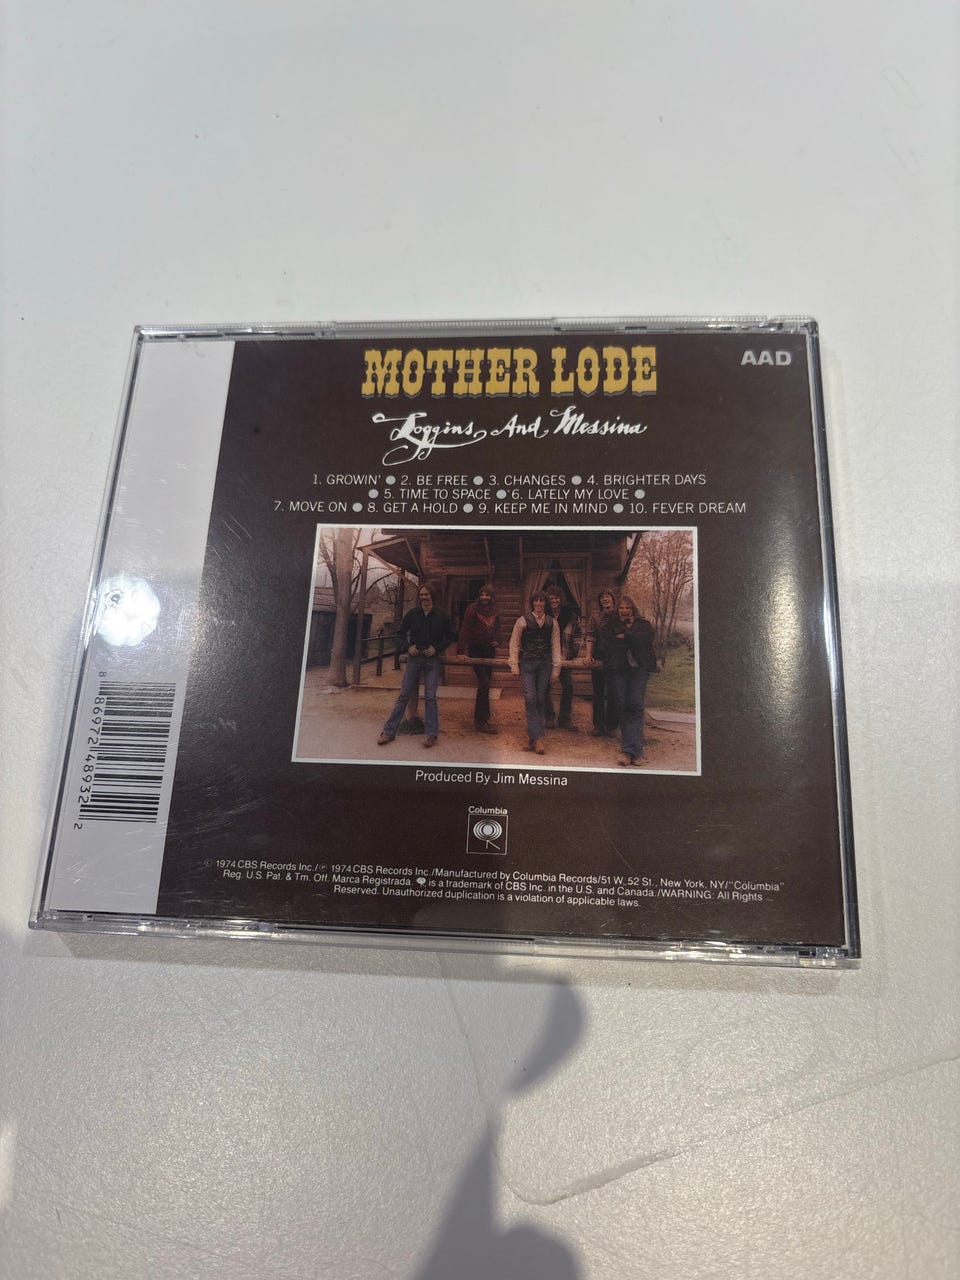 MOTHER LODE
AAD
Loggins And Messina
1. GROWIN' ● 2. BE FREE ● 3. CHANGES ● 4. BRIGHTER DAYS
● 5. TIME TO SPACE ● 6. LATELY MY LOVE ●
7. MOVE ON ● 8. GET A HOLD ● 9. KEEP ME IN MIND ● 10. FEVER DREAM
Produced By Jim Messina
Columbia
© 1974 CBS Records Inc./℗ 1974 CBS Records Inc./Manufactured by Columbia Records/51 W. 52 St., New York, NY/"Columbia"
Reg. U.S. Pat. & Tm. Off. Marca Registrada. is a trademark of CBS Inc. in the U.S. and Canada./WARNING: All Rights
Reserved. Unauthorized duplication is a violation of applicable laws.
8 86972 48932 2